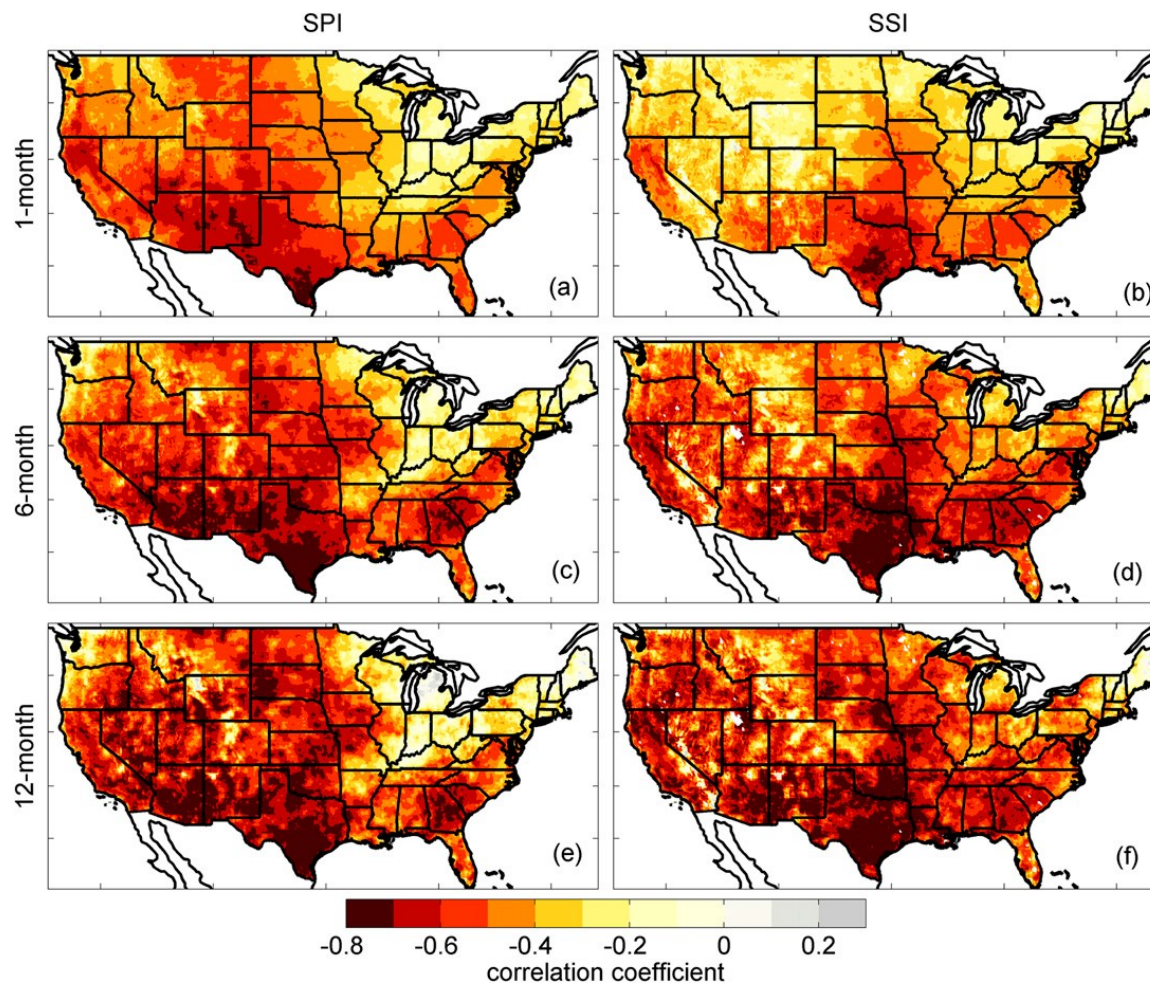 SPI
SSI
1-month
(a)
(b)
6-month
(c)
(d)
12-month
(e)
(f)
-0.8
-0.6
-0.4
-0.2
0
0.2
correlation coefficient